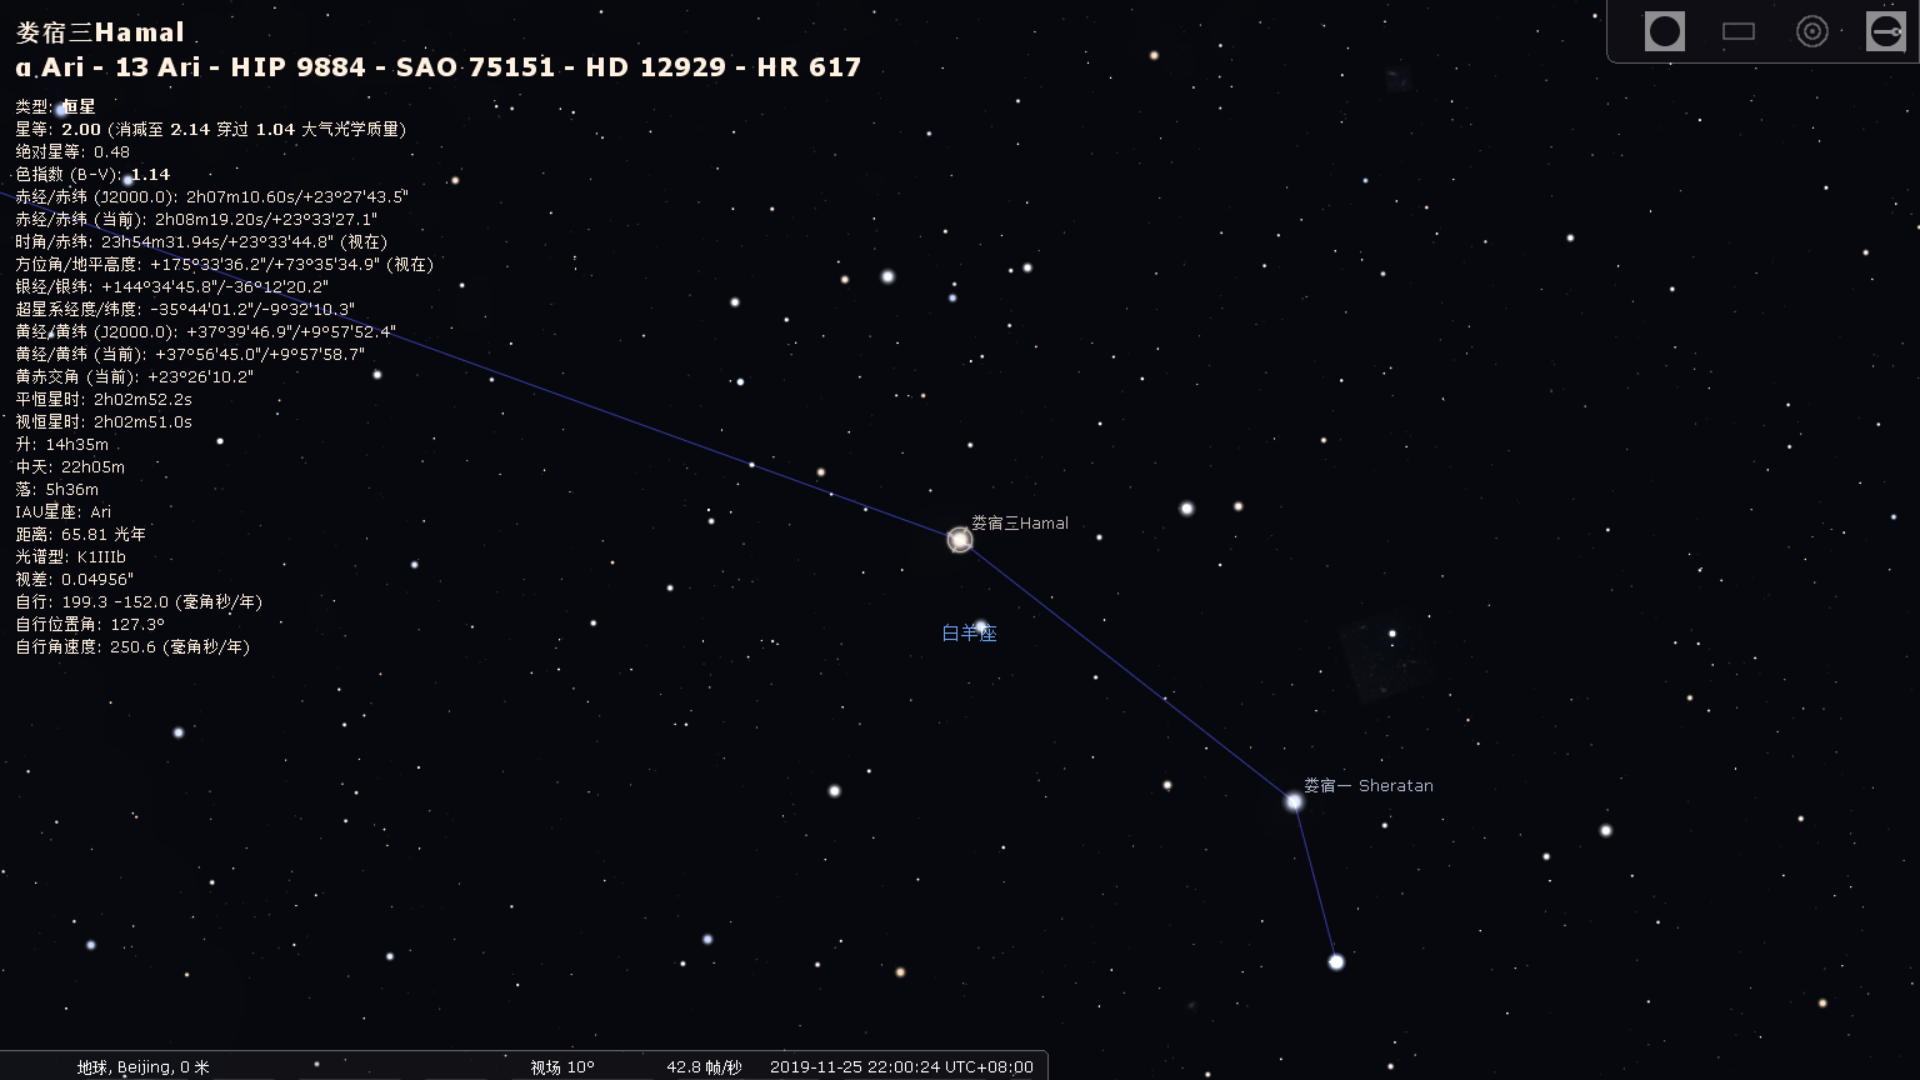 娄宿三Hamal
α Ari - 13 Ari - HIP 9884 - SAO 75151 - HD 12929 - HR 617
类型: 恒星
星等: 2.00 (消减至 2.14 穿过 1.04 大气光学质量)
绝对星等: 0.48
色指数 (B-V): 1.14
赤经/赤纬 (J2000.0): 2h07m10.60s/+23°27'43.5"
赤经/赤纬 (当前): 2h08m19.20s/+23°33'27.1"
时角/赤纬: 23h54m31.94s/+23°33'44.8" (视在)
方位角/地平高度: +175°33'36.2"/+73°35'34.9" (视在)
银经/银纬: +144°34'45.8"/-36°12'20.2"
超星系经度/纬度: -35°44'01.2"/-9°32'10.3"
黄经/黄纬 (J2000.0): +37°39'46.9"/+9°57'52.4"
黄经/黄纬 (当前): +37°56'45.0"/+9°57'58.7"
黄赤交角 (当前): +23°26'10.2"
平恒星时: 2h02m52.2s
视恒星时: 2h02m51.0s
升: 14h35m
中天: 22h05m
落: 5h36m
IAU星座: Ari
距离: 65.81 光年
光谱型: K1IIIb
视差: 0.04956"
自行: 199.3 -152.0 (毫角秒/年)
自行位置角: 127.3°
自行角速度: 250.6 (毫角秒/年)
娄宿三Hamal
白羊座
娄宿一 Sheratan
地球, Beijing, 0 米 视场 10° 42.8 帧/秒 2019-11-25 22:00:24 UTC+08:00